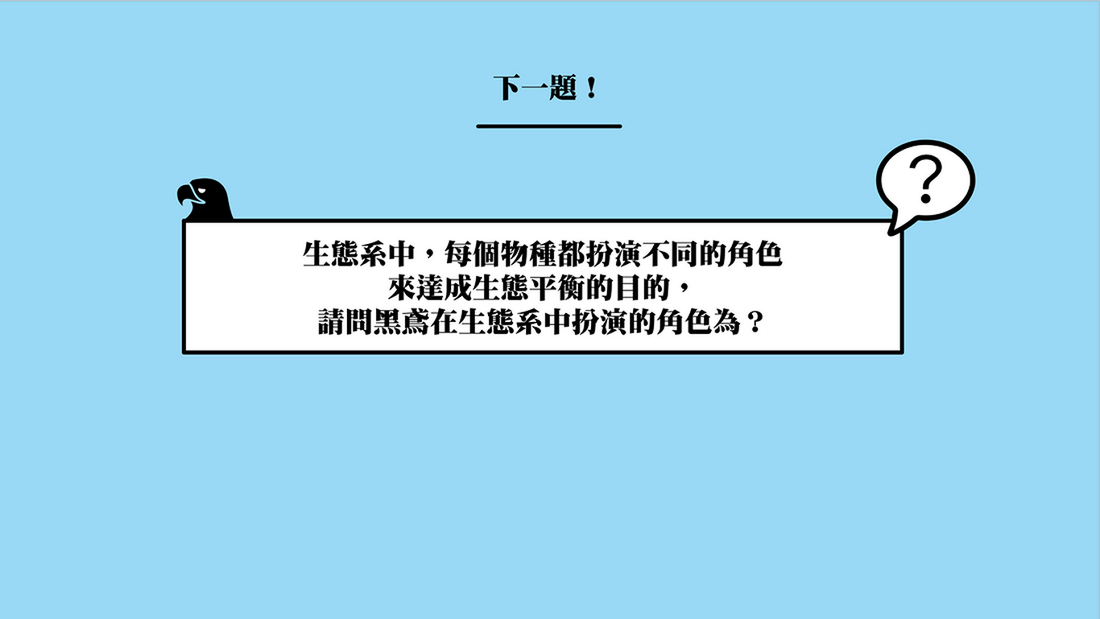 下一題！
?
生態系中，每個物種都扮演不同的角色
來達成生態平衡的目的，
請問黑鳶在生態系中扮演的角色為？